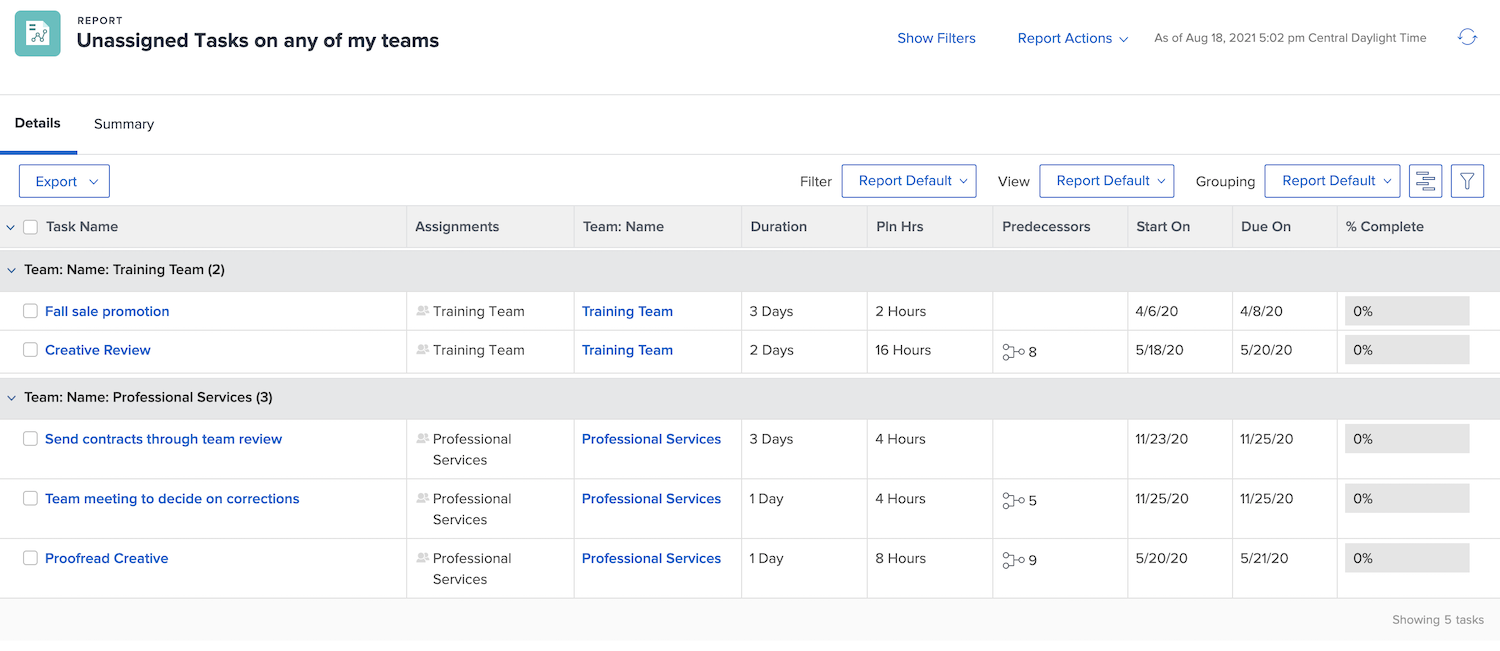 REPORT
Unassigned Tasks on any of my teams
Show Filters
Report Actions
As of Aug 18, 2021 5:02 pm Central Daylight Time
Details
Summary
Export
Filter
Report Default
View
Report Default
Grouping
Report Default
Task Name Assignments Team: Name Duration Pln Hrs Predecessors Start On Due On % Complete
Team: Name: Training Team (2)
Fall sale promotion Training Team Training Team 3 Days 2 Hours 4/6/20 4/8/20 0%
Creative Review Training Team Training Team 2 Days 16 Hours 8 5/18/20 5/20/20 0%
Team: Name: Professional Services (3)
Send contracts through team review Professional Professional Services 3 Days 4 Hours 11/23/20 11/25/20 0%
Services
Team meeting to decide on corrections Professional Professional Services 1 Day 4 Hours 5 11/25/20 11/25/20 0%
Services
Proofread Creative Professional Professional Services 1 Day 8 Hours 9 5/20/20 5/21/20 0%
Services
Showing 5 tasks